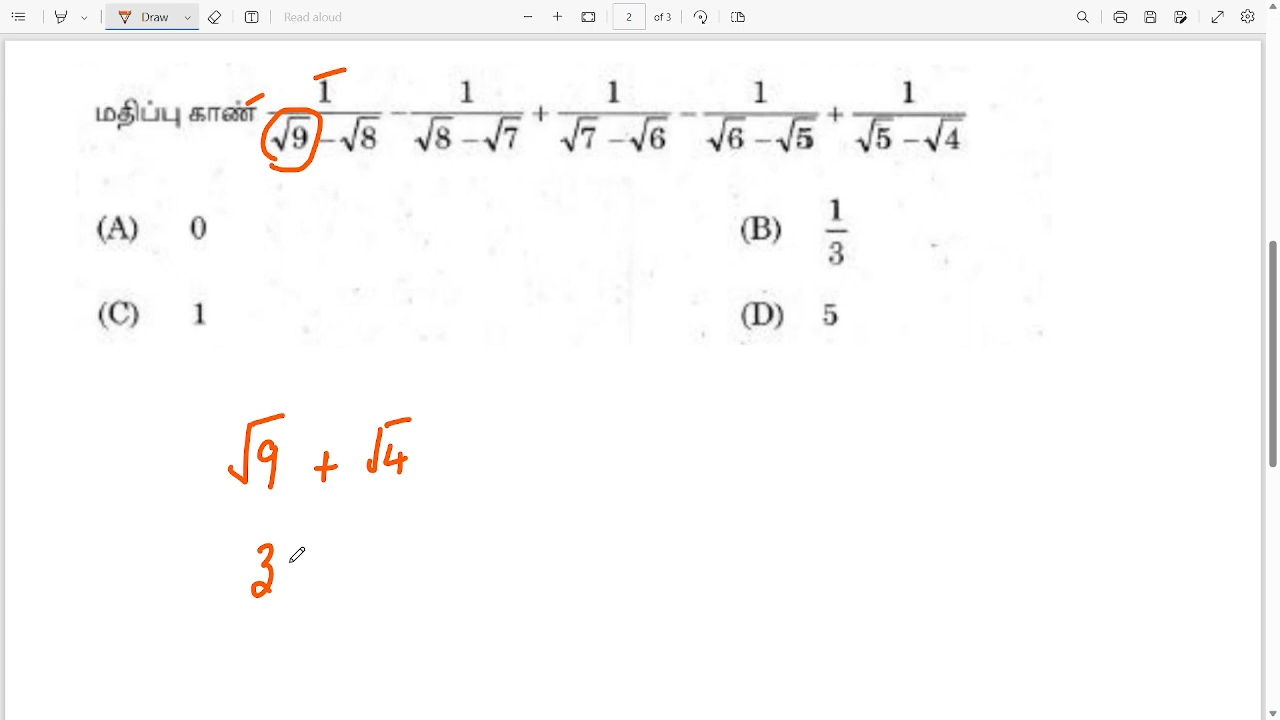 Draw Read aloud 2 of 3
மதிப்பு காண் 1/(√9 – √8) – 1/(√8 – √7) + 1/(√7 – √6) – 1/(√6 – √5) + 1/(√5 – √4)
(A) 0 (B) 1/3
(C) 1 (D) 5
√9 + √4
3